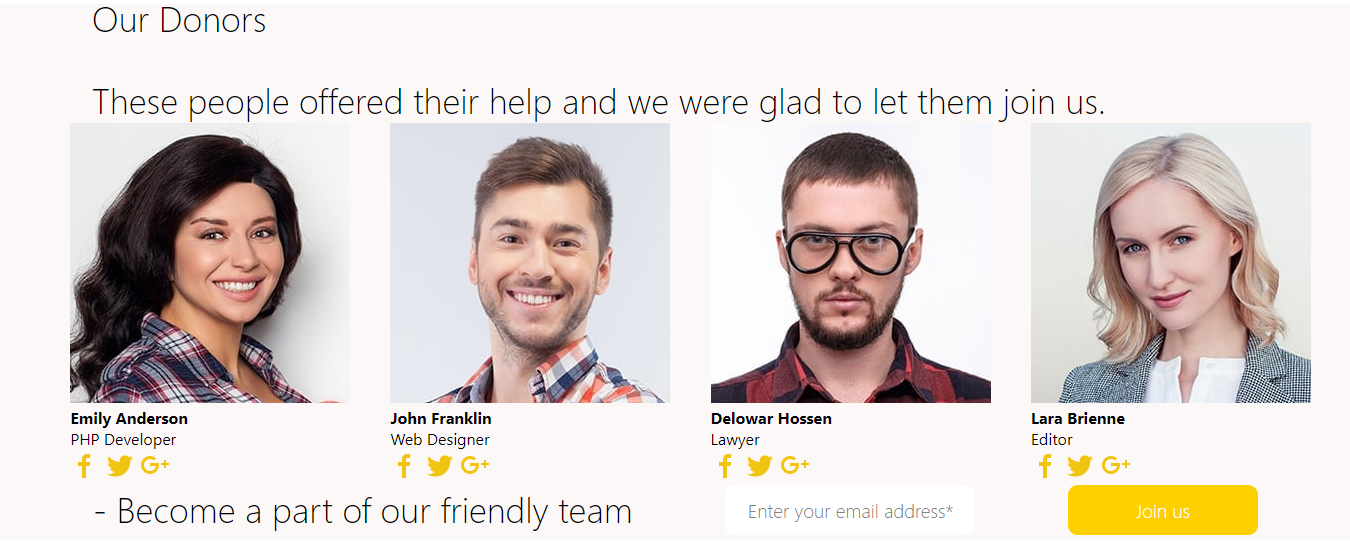 Our Donors
These people offered their help and we were glad to let them join us.
Emily Anderson
PHP Developer
G+
John Franklin
Web Designer
G+
Delowar Hossen
Lawyer
G+
Lara Brienne
Editor
G+
- Become a part of our friendly team
Enter your email address*
Join us